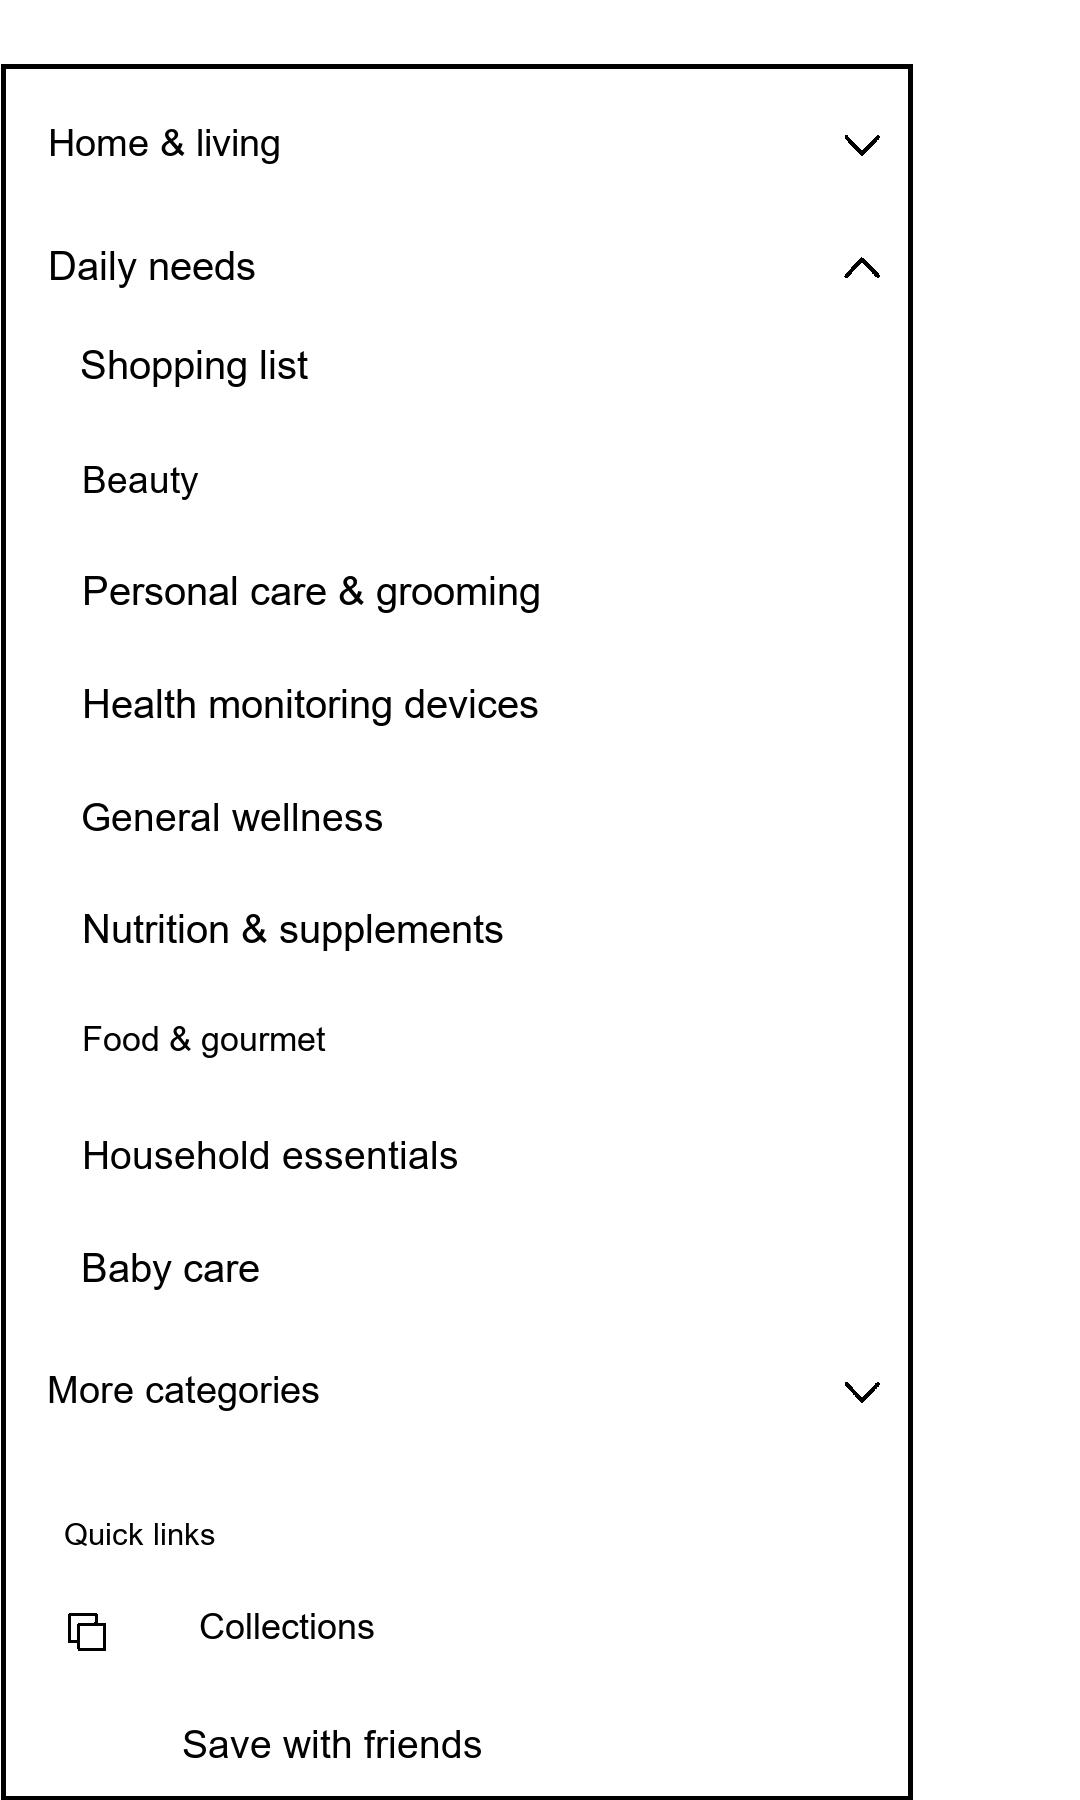 Home & living
Daily needs
Shopping list
Beauty
Personal care & grooming
Health monitoring devices
General wellness
Nutrition & supplements
Food & gourmet
Household essentials
Baby care
More categories
Quick links
Collections
Save with friends